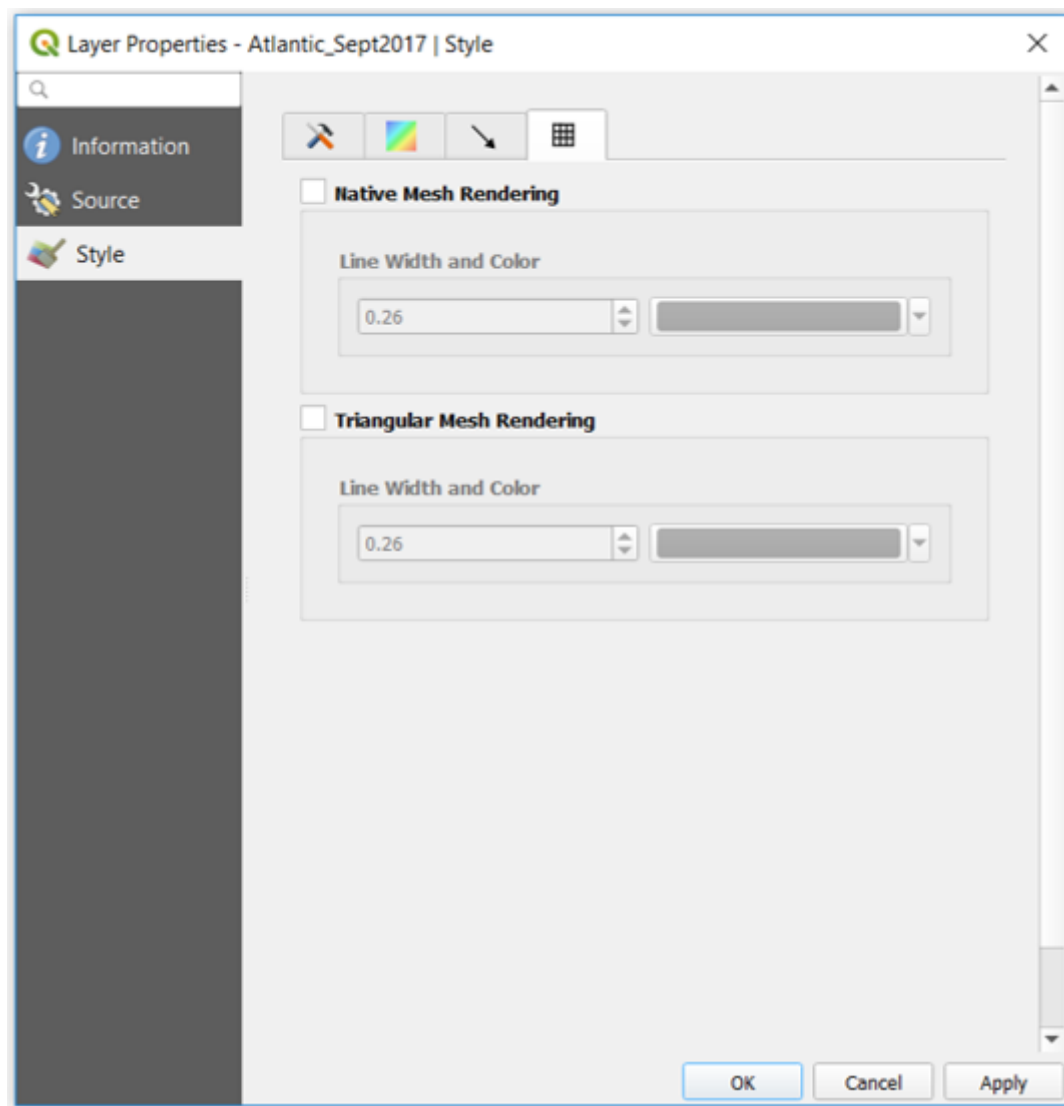 Layer Properties - Atlantic_Sept2017 | Style
Information
Source
Style
Native Mesh Rendering
Line Width and Color
0.26
Triangular Mesh Rendering
Line Width and Color
0.26
OK Cancel Apply